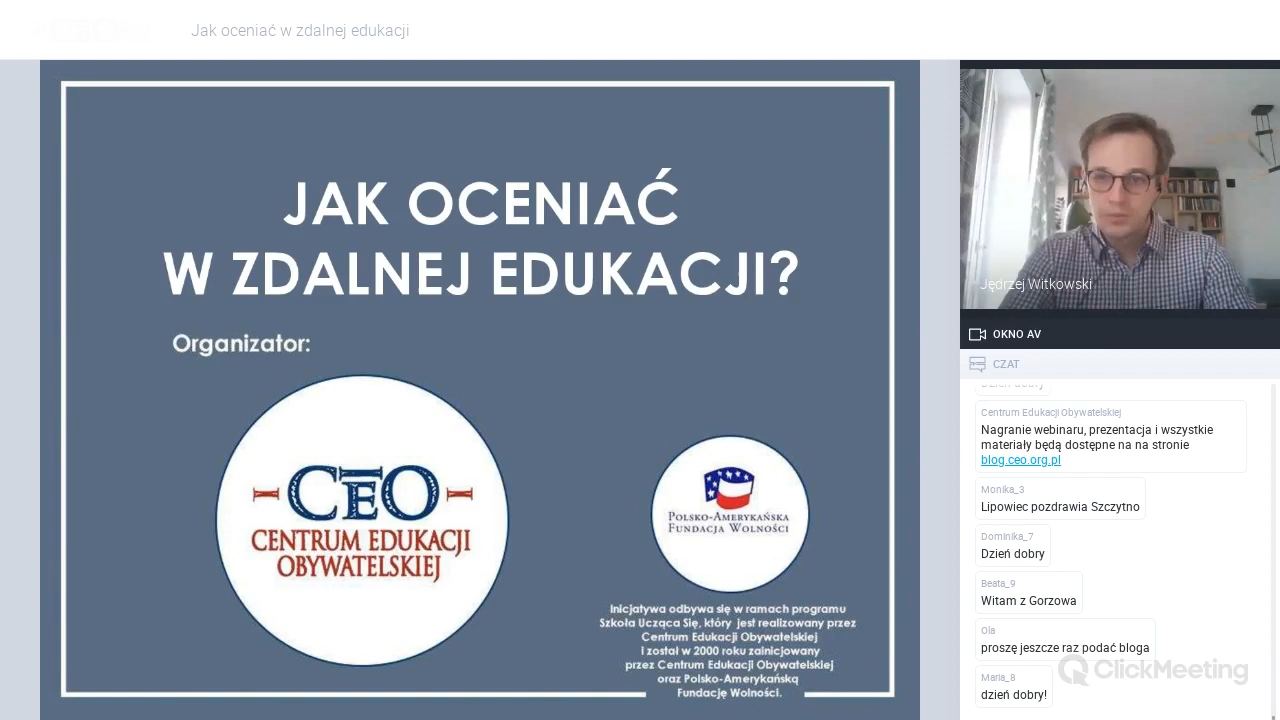 Jak oceniać w zdalnej edukacji
JAK OCENIAĆ
W ZDALNEJ EDUKACJI?
Organizator:
CEO
CENTRUM EDUKACJI
OBYWATELSKIEJ
POLSKO-AMERYKAŃSKA
FUNDACJA WOLNOŚCI
Inicjatywa odbywa się w ramach programu
Szkoła Ucząca Się, który jest realizowany przez
Centrum Edukacji Obywatelskiej
i został w 2000 roku zainicjowany
przez Centrum Edukacji Obywatelskiej
oraz Polsko-Amerykańską
Fundację Wolności.
Jędrzej Witkowski
OKNO AV
CZAT
Dzień dobry
Centrum Edukacji Obywatelskiej
Nagranie webinaru, prezentacja i wszystkie
materiały będą dostępne na na stronie
blog.ceo.org.pl
Monika_3
Lipowiec pozdrawia Szczytno
Dominika_7
Dzień dobry
Beata_9
Witam z Gorzowa
Ola
proszę jeszcze raz podać bloga
Maria_8
dzień dobry!
ClickMeeting